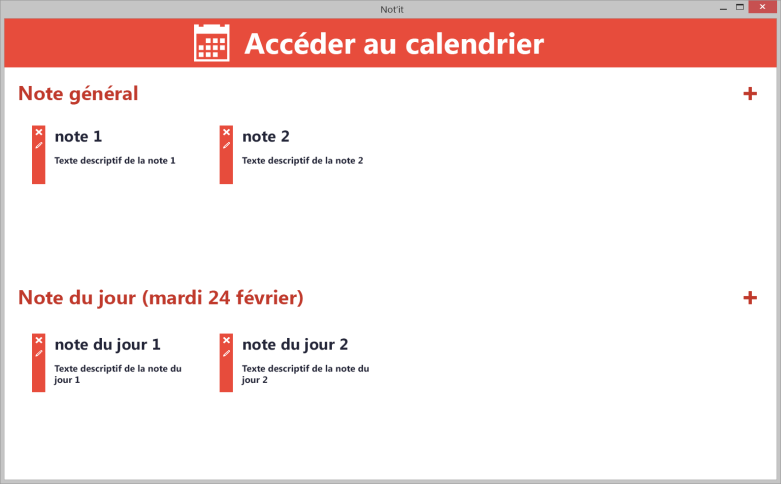 Not'it
Accéder au calendrier
Note général
note 1
Texte descriptif de la note 1
note 2
Texte descriptif de la note 2
Note du jour (mardi 24 février)
note du jour 1
Texte descriptif de la note du
jour 1
note du jour 2
Texte descriptif de la note du
jour 2